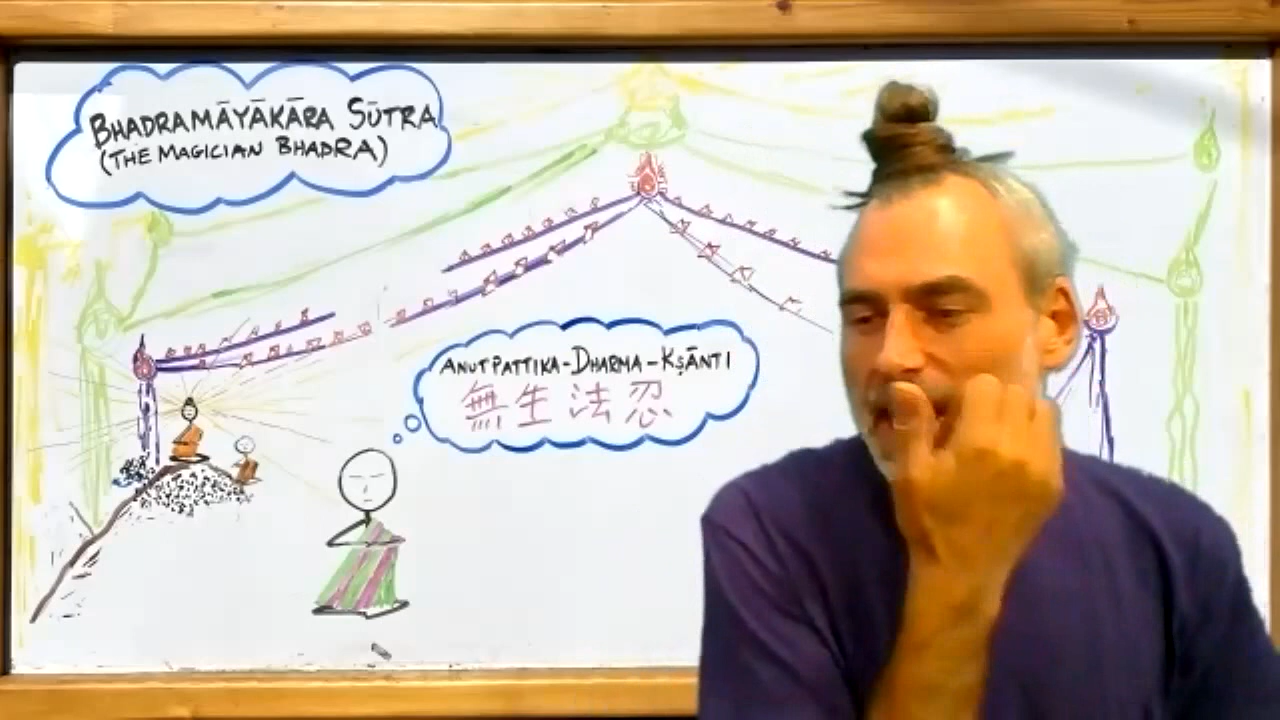 BHADRAMĀYĀKĀRA SŪTRA
(THE MAGICIAN BHADRA)
ANUTPATTIKA-DHARMA-KṢĀNTI
無生法忍